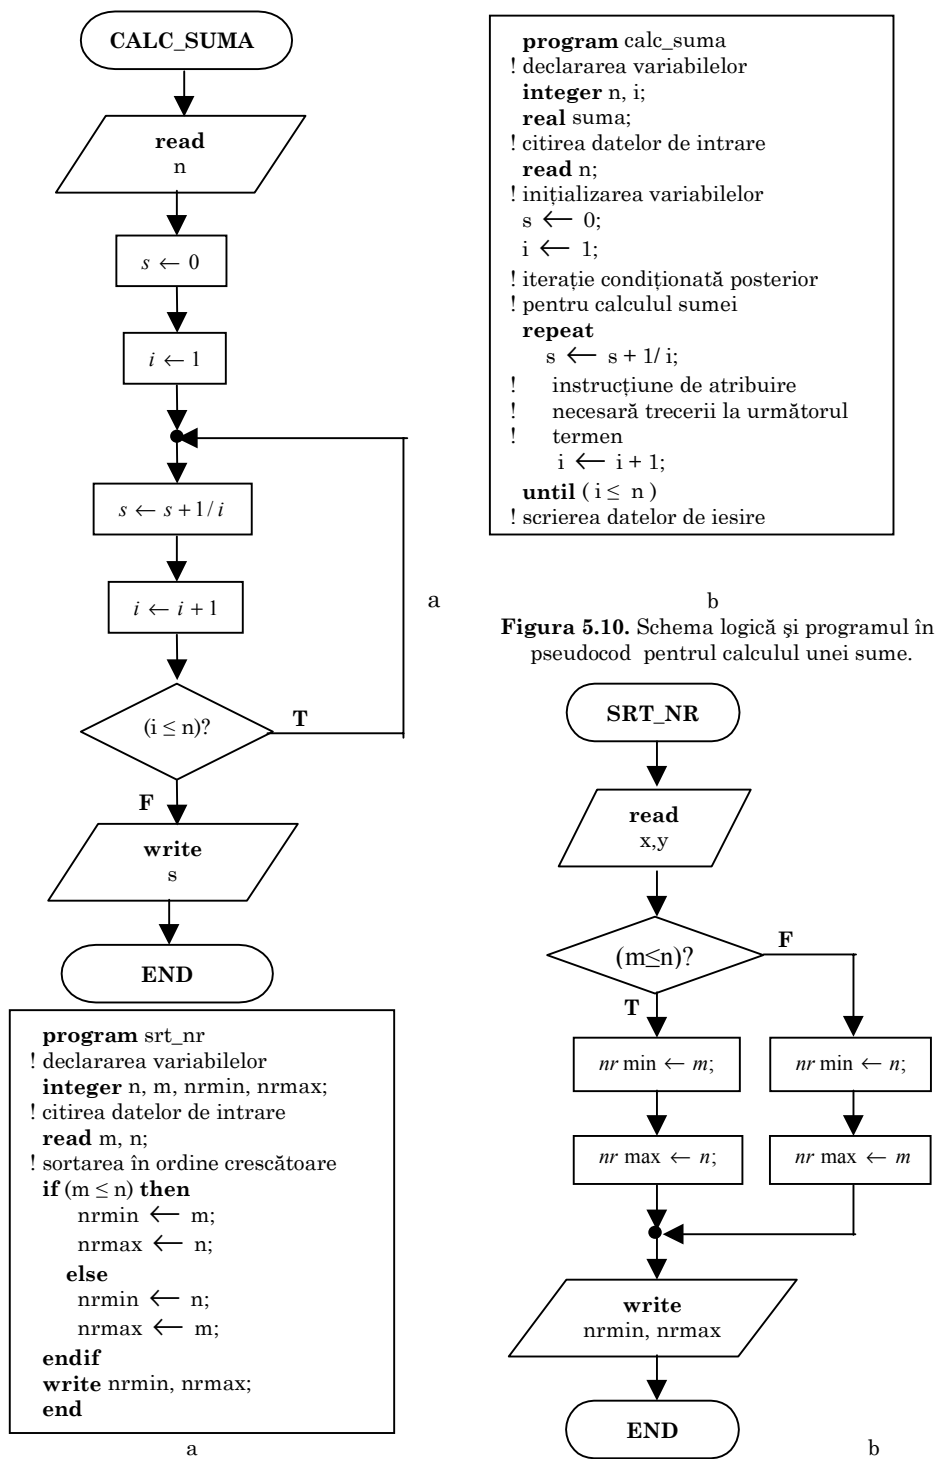 CALC_SUMA
read
n
s ← 0
i ← 1
s ← s + 1 / i
i ← i + 1
(i ≤ n)?
T
F
write
s
END
a
program calc_suma
! declararea variabilelor
integer n, i;
real suma;
! citirea datelor de intrare
read n;
! iniţializarea variabilelor
s ← 0;
i ← 1;
! iteraţie condiţionată posterior
! pentru calculul sumei
repeat
s ← s + 1/ i;
! instrucţiune de atribuire
! necesară trecerii la următorul
! termen
i ← i + 1;
until ( i ≤ n )
! scrierea datelor de iesire
b
Figura 5.10. Schema logică şi programul în
pseudocod pentrul calculul unei sume.
program srt_nr
! declararea variabilelor
integer n, m, nrmin, nrmax;
! citirea datelor de intrare
read m, n;
! sortarea în ordine crescătoare
if (m ≤ n) then
nrmin ← m;
nrmax ← n;
else
nrmin ← n;
nrmax ← m;
endif
write nrmin, nrmax;
end
a
SRT_NR
read
x,y
(m≤n)?
F
T
nr min ← m;
nr min ← n;
nr max ← n;
nr max ← m
write
nrmin, nrmax
END
b